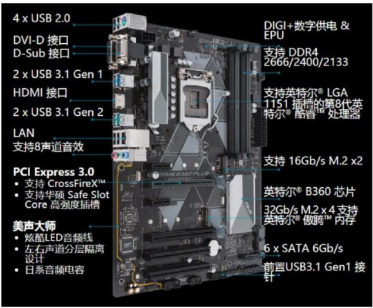 4 x USB 2.0
DVI-D 接口
D-Sub 接口
2 x USB 3.1 Gen 1
HDMI 接口
2 x USB 3.1 Gen 2
LAN
支持8声道音效
PCI Express 3.0
• 支持 CrossFireX™
• 支持华硕 Safe Slot
Core 高强度插槽
美声大师
• 炫酷LED音频线
• 左右声道分层隔离
设计
• 日系音频电容
DIGI+数字供电 &
EPU
支持 DDR4
2666/2400/2133
支持英特尔® LGA
1151 插槽的第8代英
特尔® 酷睿™ 处理器
支持 16Gb/s M.2 x2
英特尔® B360 芯片
32Gb/s M.2 x 4 支持
英特尔® 傲腾™ 内存
6 x SATA 6Gb/s
前置USB3.1 Gen1 接
针